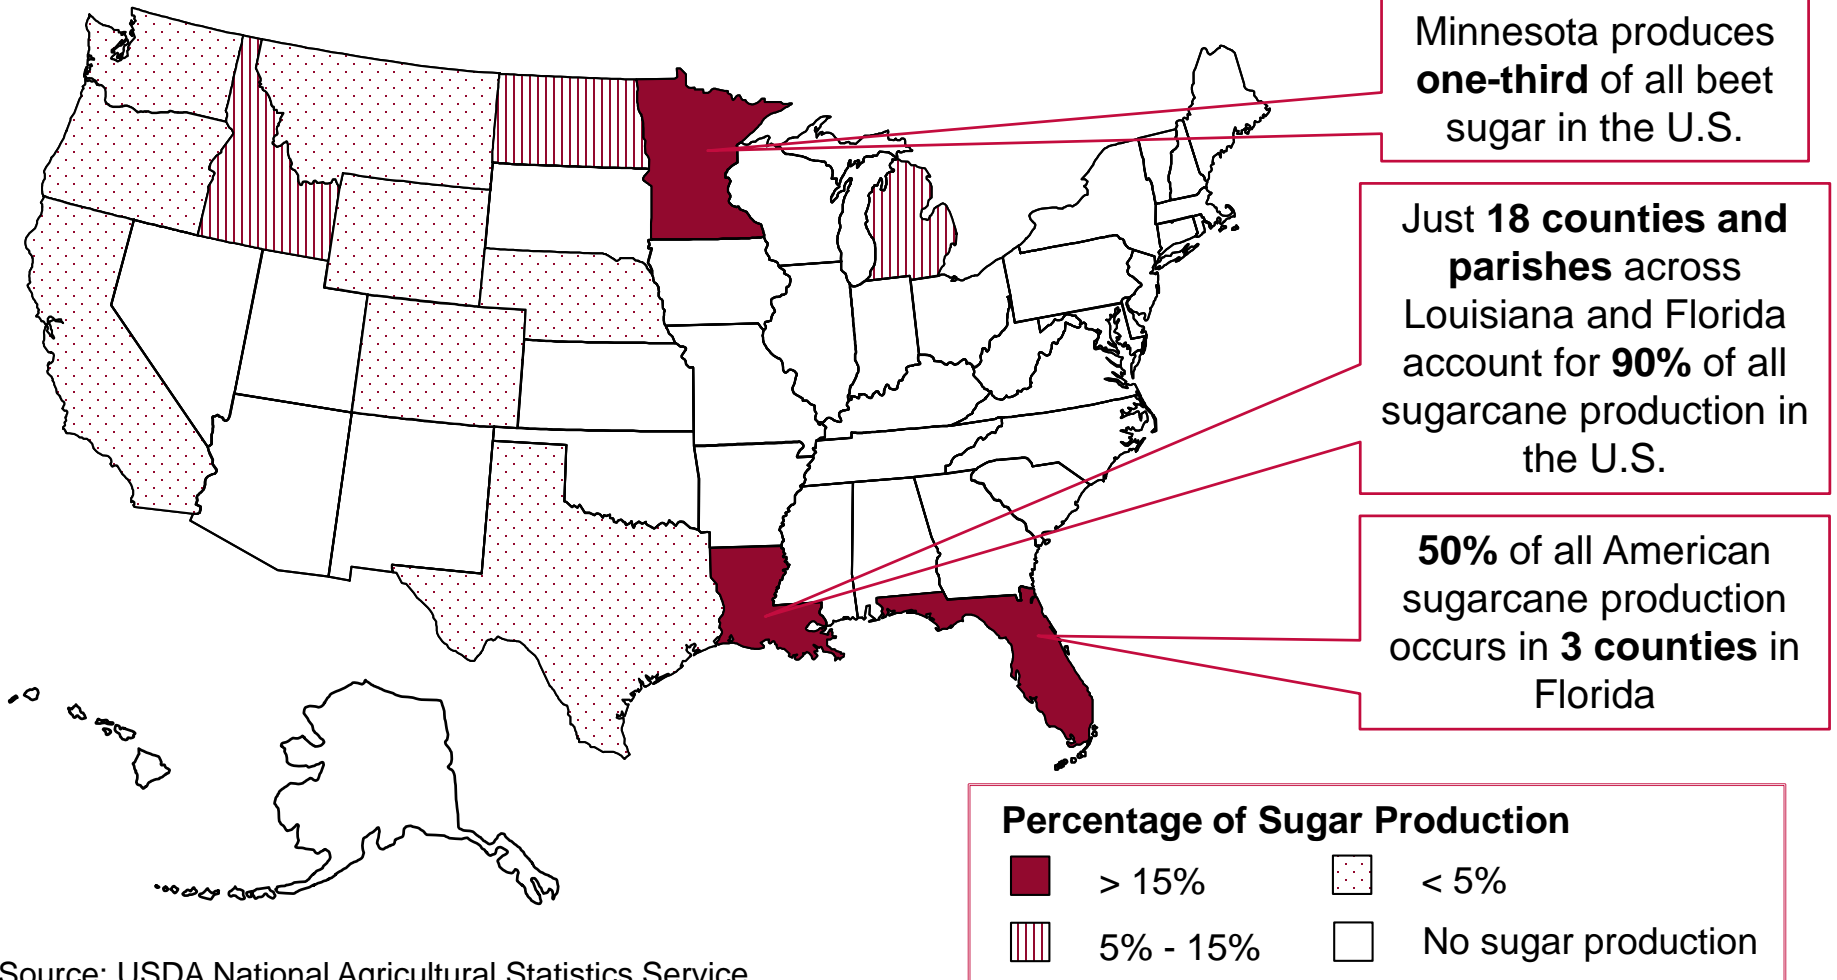 Minnesota produces
one-third of all beet
sugar in the U.S.
Just 18 counties and
parishes across
Louisiana and Florida
account for 90% of all
sugarcane production in
the U.S.
50% of all American
sugarcane production
occurs in 3 counties in
Florida
Percentage of Sugar Production
> 15%
< 5%
5% - 15%
No sugar production
Source: USDA National Agricultural Statistics Service